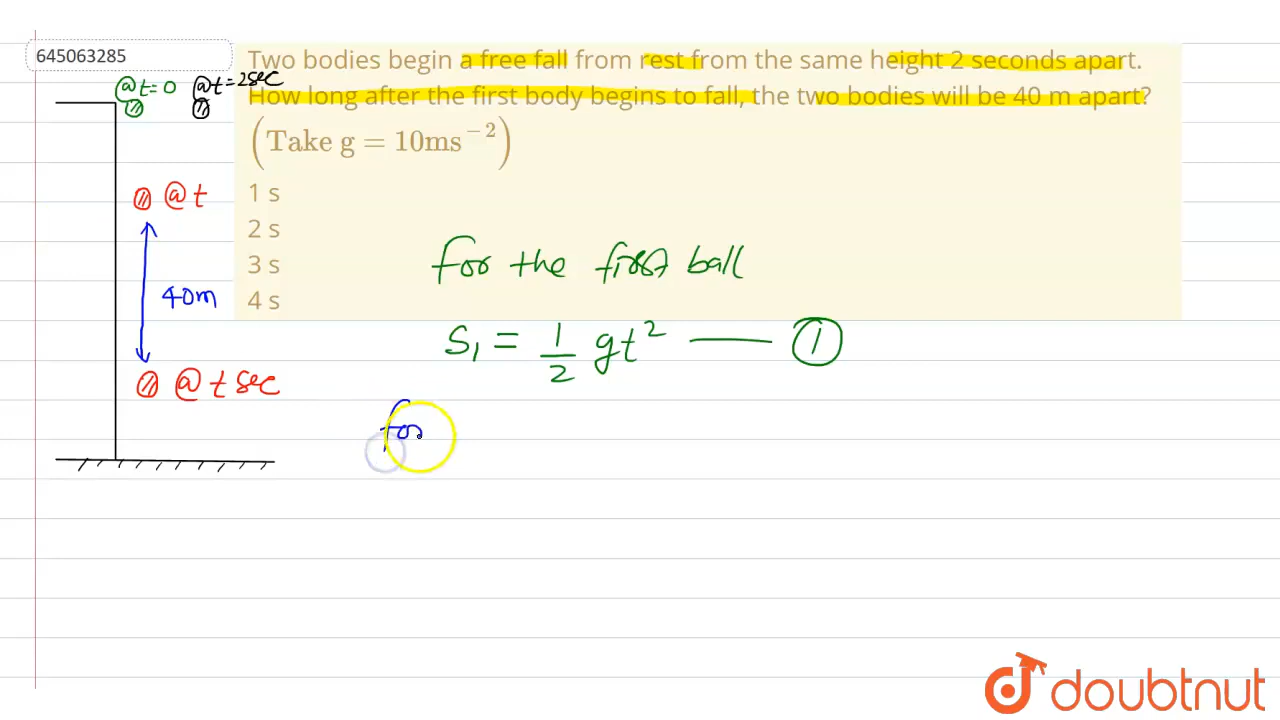 645063285
Two bodies begin a free fall from rest from the same height 2 seconds apart.
How long after the first body begins to fall, the two bodies will be 40 m apart?
(Take g = 10ms⁻²)
1 s
2 s
3 s
4 s
@t=0 @t=2sec
@ t
40m
@ t sec
for the first ball
S₁ = 1/2 gt² —— ①
for
doubtnut